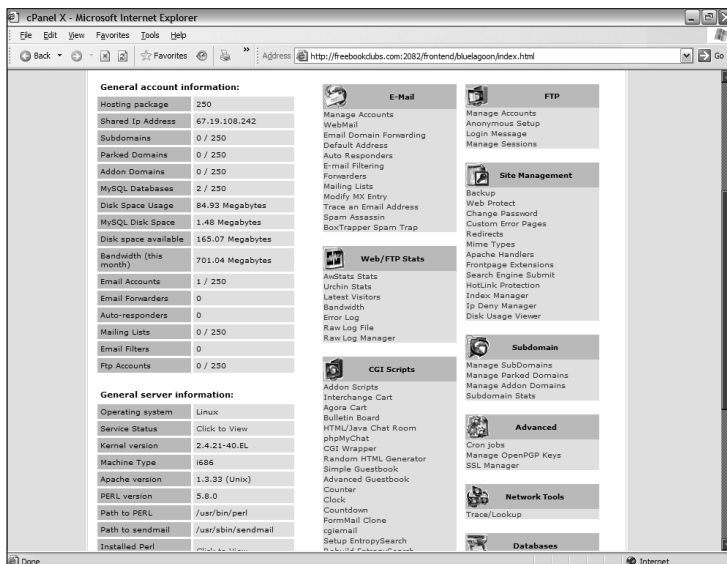 cPanel X - Microsoft Internet Explorer
File Edit View Favorites Tools Help
Back Favorites Address http://freebookclubs.com:2082/frontend/bluelagoon/index.html Go
General account information:
Hosting package 250
Shared Ip Address 67.19.108.242
Subdomains 0 / 250
Parked Domains 0 / 250
Addon Domains 0 / 250
MySQL Databases 2 / 250
Disk Space Usage 84.93 Megabytes
MySQL Disk Space 1.48 Megabytes
Disk space available 165.07 Megabytes
Bandwidth (this month) 701.04 Megabytes
Email Accounts 1 / 250
Email Forwarders 0
Auto-responders 0
Mailing Lists 0 / 250
Email Filters 0
Ftp Accounts 0 / 250
General server information:
Operating system Linux
Service Status Click to View
Kernel version 2.4.21-40.EL
Machine Type i686
Apache version 1.3.33 (Unix)
PERL version 5.8.0
Path to PERL /usr/bin/perl
Path to sendmail /usr/sbin/sendmail
Installed Perl Click to View
E-Mail
Manage Accounts
WebMail
Email Domain Forwarding
Default Address
Auto Responders
E-mail Filtering
Forwarders
Mailing Lists
Modify MX Entry
Trace an Email Address
Spam Assassin
BoxTrapper Spam Trap
Web/FTP Stats
AwStats Stats
Urchin Stats
Latest Visitors
Bandwidth
Error Log
Raw Log File
Raw Log Manager
CGI Scripts
Addon Scripts
Interchange Cart
Agora Cart
Bulletin Board
HTML/Java Chat Room
phpMyChat
CGI Wrapper
Random HTML Generator
Simple Guestbook
Advanced Guestbook
Counter
Clock
Countdown
FormMail Clone
cgiemail
Setup EntropySearch
Rebuild EntropySearch
FTP
Manage Accounts
Anonymous Setup
Login Message
Manage Sessions
Site Management
Backup
Web Protect
Change Password
Custom Error Pages
Redirects
Mime Types
Apache Handlers
Frontpage Extensions
Search Engine Submit
HotLink Protection
Index Manager
Ip Deny Manager
Disk Usage Viewer
Subdomain
Manage SubDomains
Manage Parked Domains
Manage Addon Domains
Subdomain Stats
Advanced
Cron jobs
Manage OpenPGP Keys
SSL Manager
Network Tools
Trace/Lookup
Databases
Done Internet